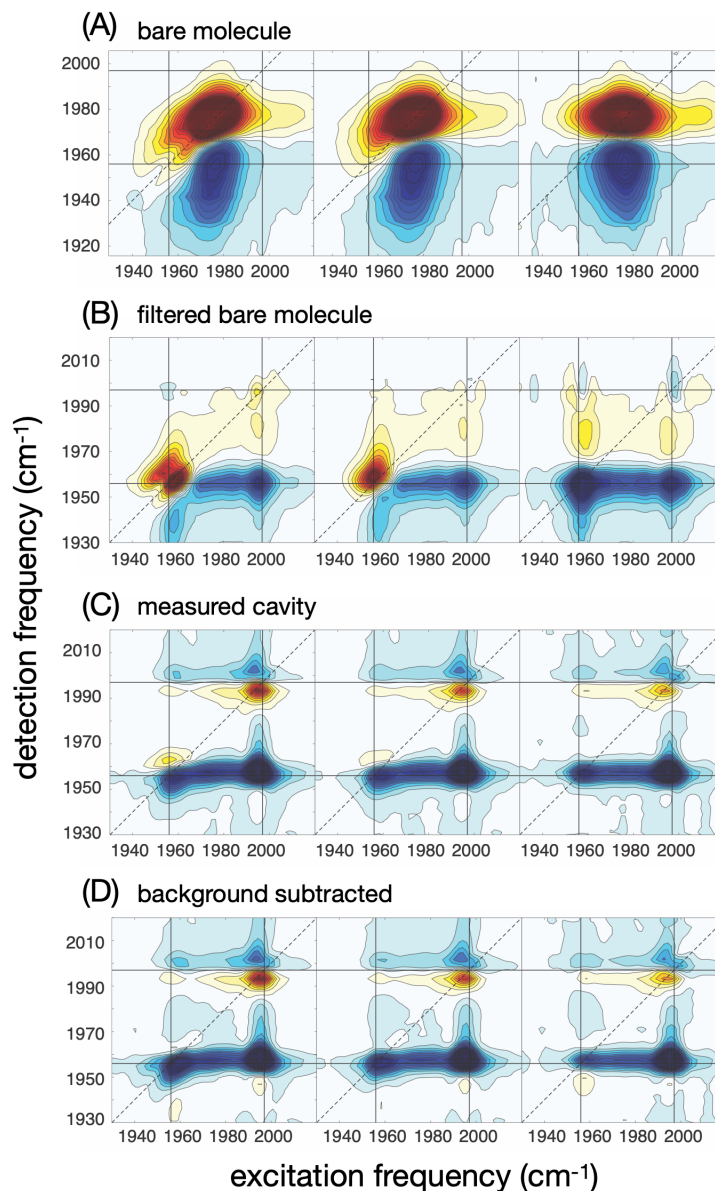 (A) bare molecule
2000
1980
1960
1940
1920
1940 1960 1980 2000 1940 1960 1980 2000 1940 1960 1980 2000
(B) filtered bare molecule
2010
1990
1970
1950
1930
1940 1960 1980 2000 1940 1960 1980 2000 1940 1960 1980 2000
(C) measured cavity
2010
1990
1970
1950
1930
1940 1960 1980 2000 1940 1960 1980 2000 1940 1960 1980 2000
(D) background subtracted
2010
1990
1970
1950
1930
1940 1960 1980 2000 1940 1960 1980 2000 1940 1960 1980 2000
detection frequency (cm⁻¹)
excitation frequency (cm⁻¹)